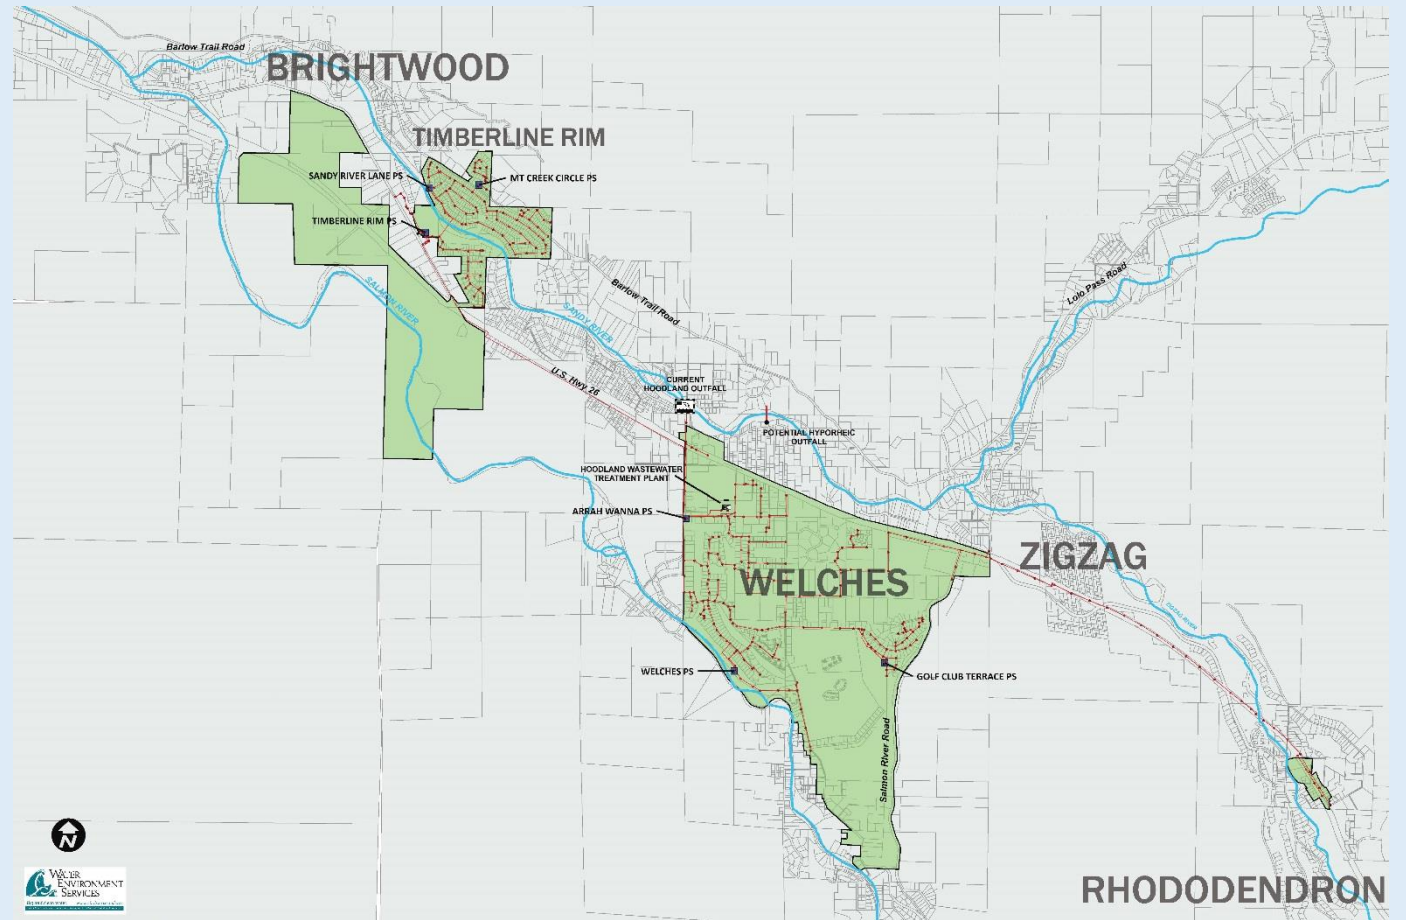 Barlow Trail Road
BRIGHTWOOD
TIMBERLINE RIM
SANDY RIVER LANE PS
MT CREEK CIRCLE PS
TIMBERLINE RIM PS
SALMON RIVER
SANDY RIVER
Barlow Trail Road
Lolo Pass Road
U.S. Hwy 26
CURRENT
HOODLAND OUTFALL
POTENTIAL HYPORHEIC
OUTFALL
HOODLAND WASTEWATER
TREATMENT PLANT
ARRAH WANNA PS
ZIGZAG
WELCHES
ZIGZAG RIVER
WELCHES PS
GOLF CLUB TERRACE PS
Salmon River Road
N
WATER
ENVIRONMENT
SERVICES
RHODODENDRON